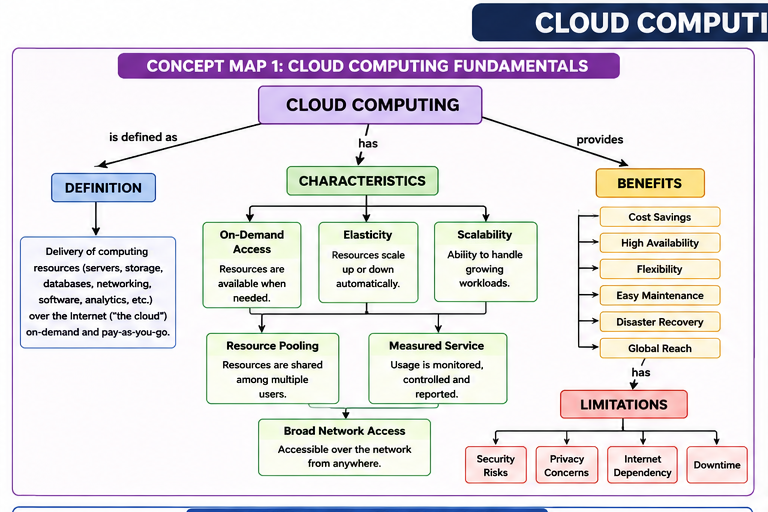 CLOUD COMPUTI
CONCEPT MAP 1: CLOUD COMPUTING FUNDAMENTALS
CLOUD COMPUTING
is defined as
has
provides
DEFINITION
Delivery of computing
resources (servers, storage,
databases, networking,
software, analytics, etc.)
over the Internet ("the cloud")
on-demand and pay-as-you-go.
CHARACTERISTICS
On-Demand
Access
Resources are
available when
needed.
Elasticity
Resources scale
up or down
automatically.
Scalability
Ability to handle
growing
workloads.
Resource Pooling
Resources are shared
among multiple
users.
Measured Service
Usage is monitored,
controlled and
reported.
Broad Network Access
Accessible over the network
from anywhere.
BENEFITS
Cost Savings
High Availability
Flexibility
Easy Maintenance
Disaster Recovery
Global Reach
has
LIMITATIONS
Security
Risks
Privacy
Concerns
Internet
Dependency
Downtime